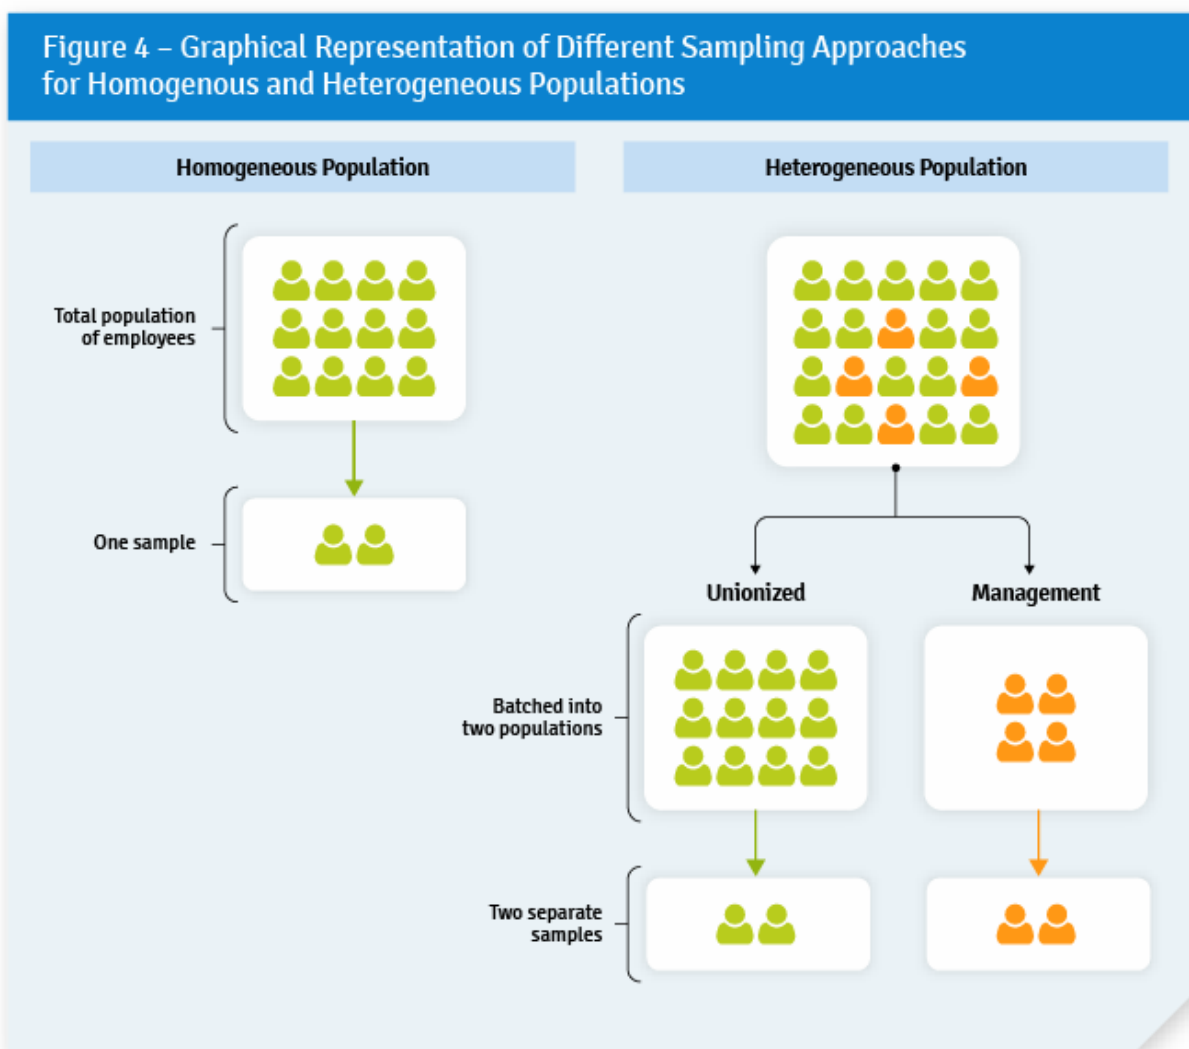 Figure 4 – Graphical Representation of Different Sampling Approaches
for Homogenous and Heterogeneous Populations
Homogeneous Population
Total population
of employees
One sample
Heterogeneous Population
Unionized
Management
Batched into
two populations
Two separate
samples